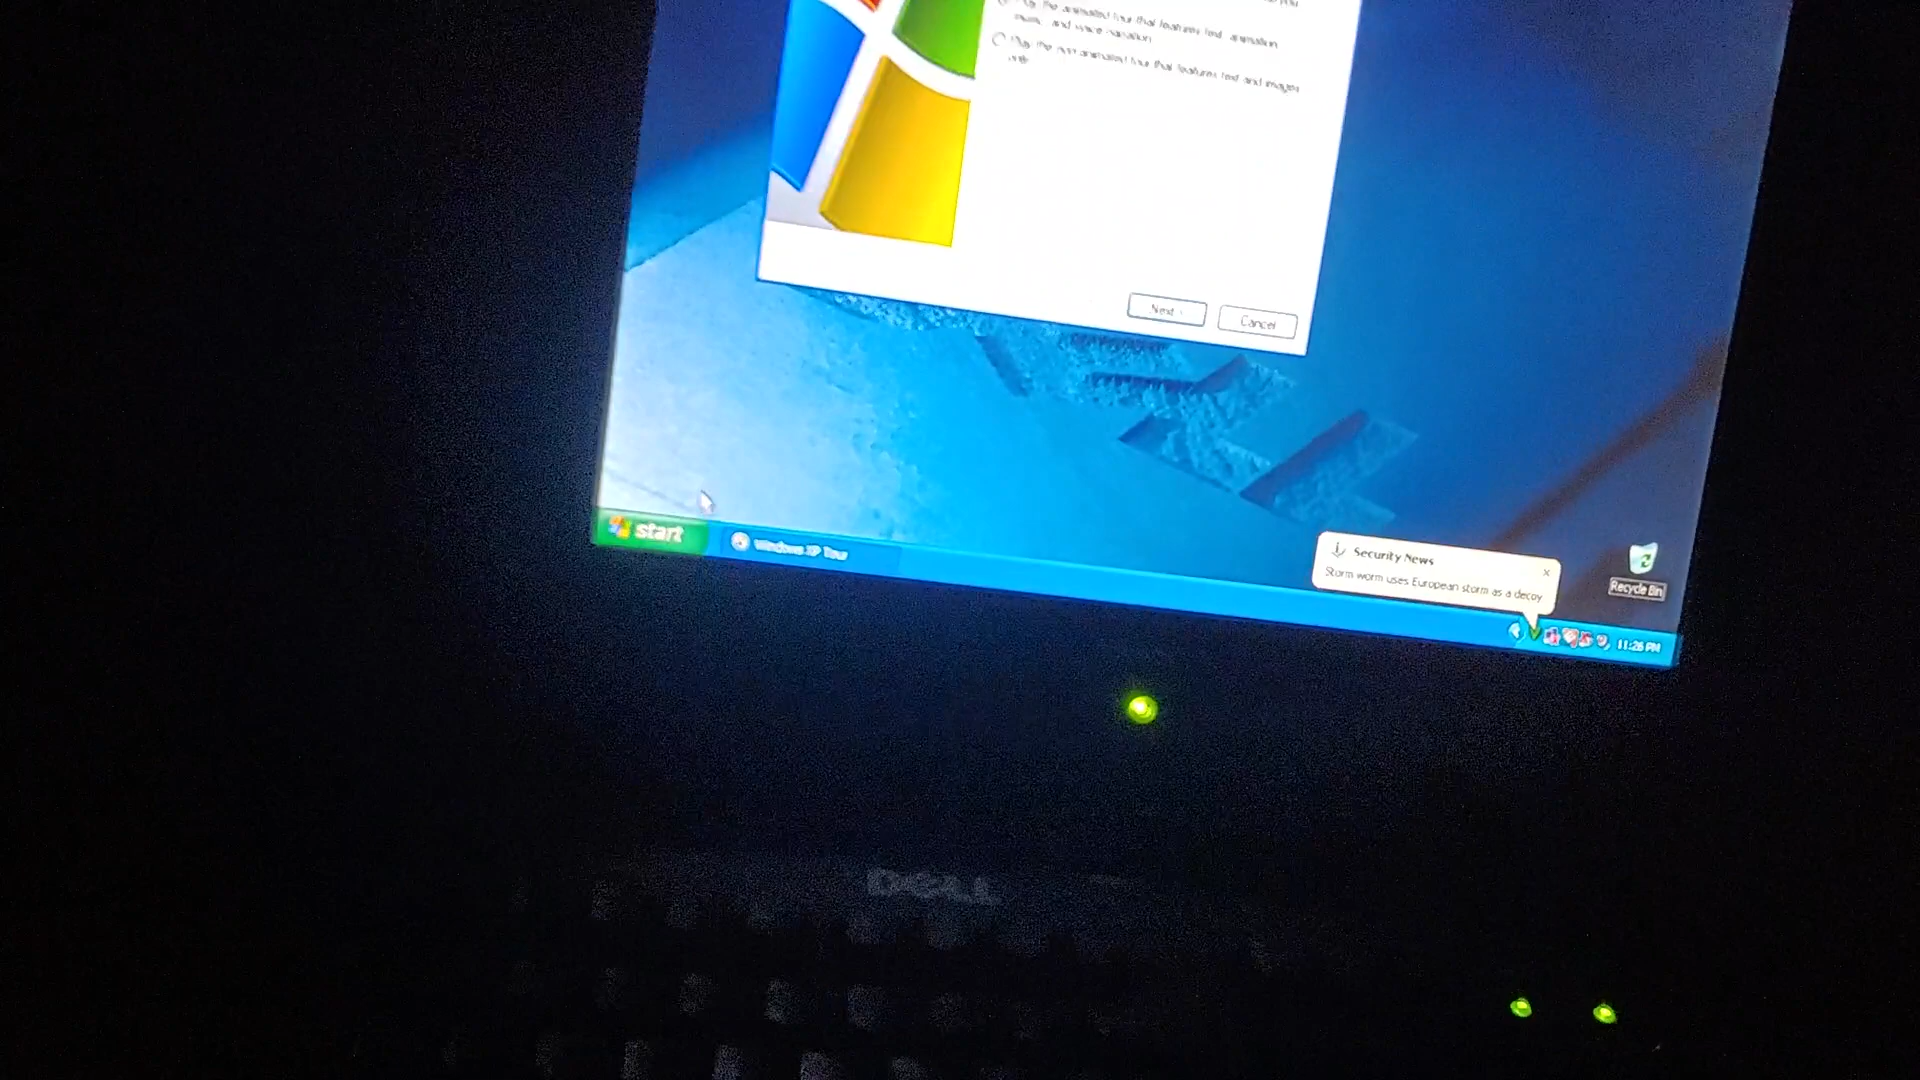 you
Play the animated tour that features text, animation,
music, and voice narration.
Play the non-animated tour that features text and images
only.
Next >
Cancel
start
Windows XP Tour
Security News
Storm worm uses European storm as a decoy
Recycle Bin
11:26 PM
DELL